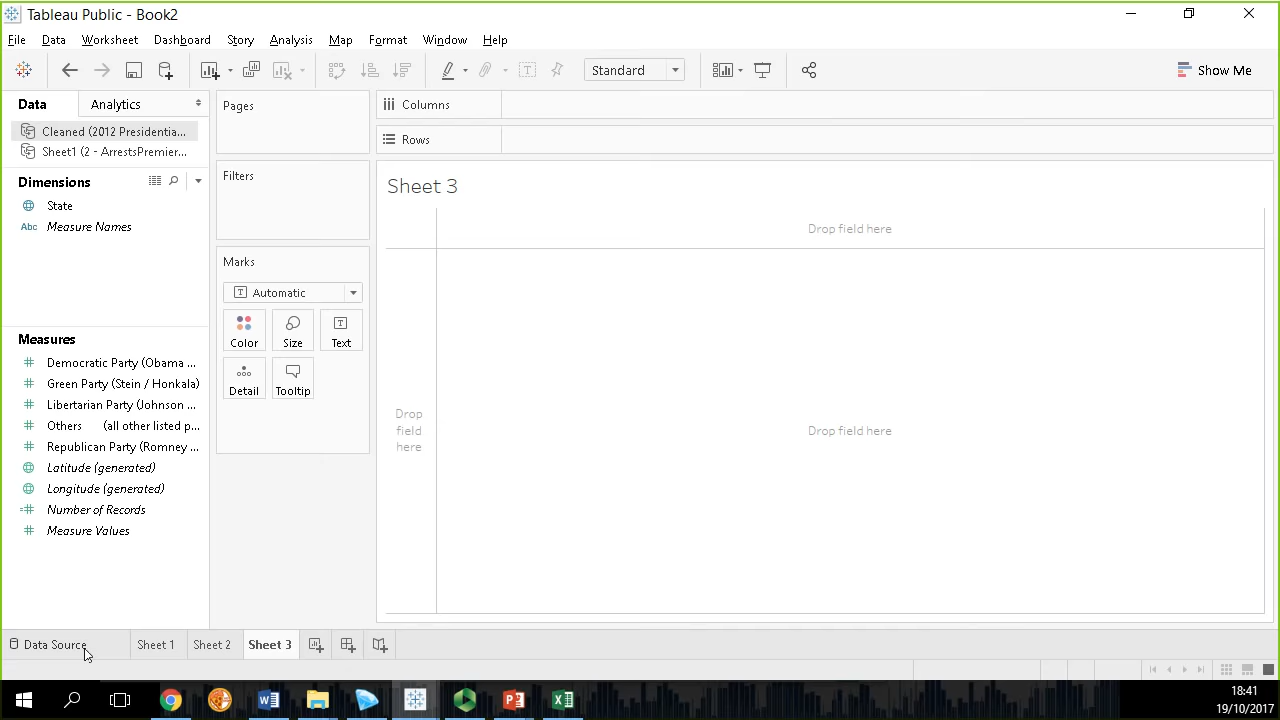 Tableau Public - Book2
File Data Worksheet Dashboard Story Analysis Map Format Window Help
Standard Show Me
Data Analytics
Cleaned (2012 Presidentia...
Sheet1 (2 - ArrestsPremier...
Dimensions
State
Abc Measure Names
Measures
Democratic Party (Obama ...
Green Party (Stein / Honkala)
Libertarian Party (Johnson ...
Others (all other listed p...
Republican Party (Romney ...
Latitude (generated)
Longitude (generated)
Number of Records
Measure Values
Pages
Filters
Marks
Automatic
Color Size Text
Detail Tooltip
Columns
Rows
Sheet 3
Drop field here
Drop
field
here
Drop field here
Data Source Sheet 1 Sheet 2 Sheet 3
18:41
19/10/2017